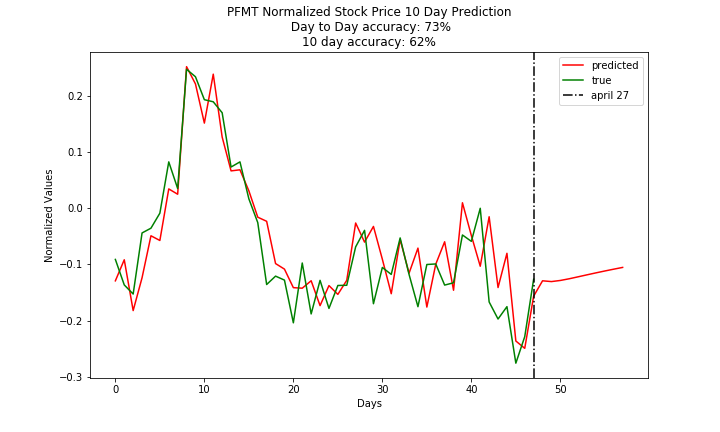 PFMT Normalized Stock Price 10 Day Prediction
Day to Day accuracy: 73%
10 day accuracy: 62%
predicted
true
april 27
Normalized Values
0.2
0.1
0.0
−0.1
−0.2
−0.3
0
10
20
30
40
50
Days